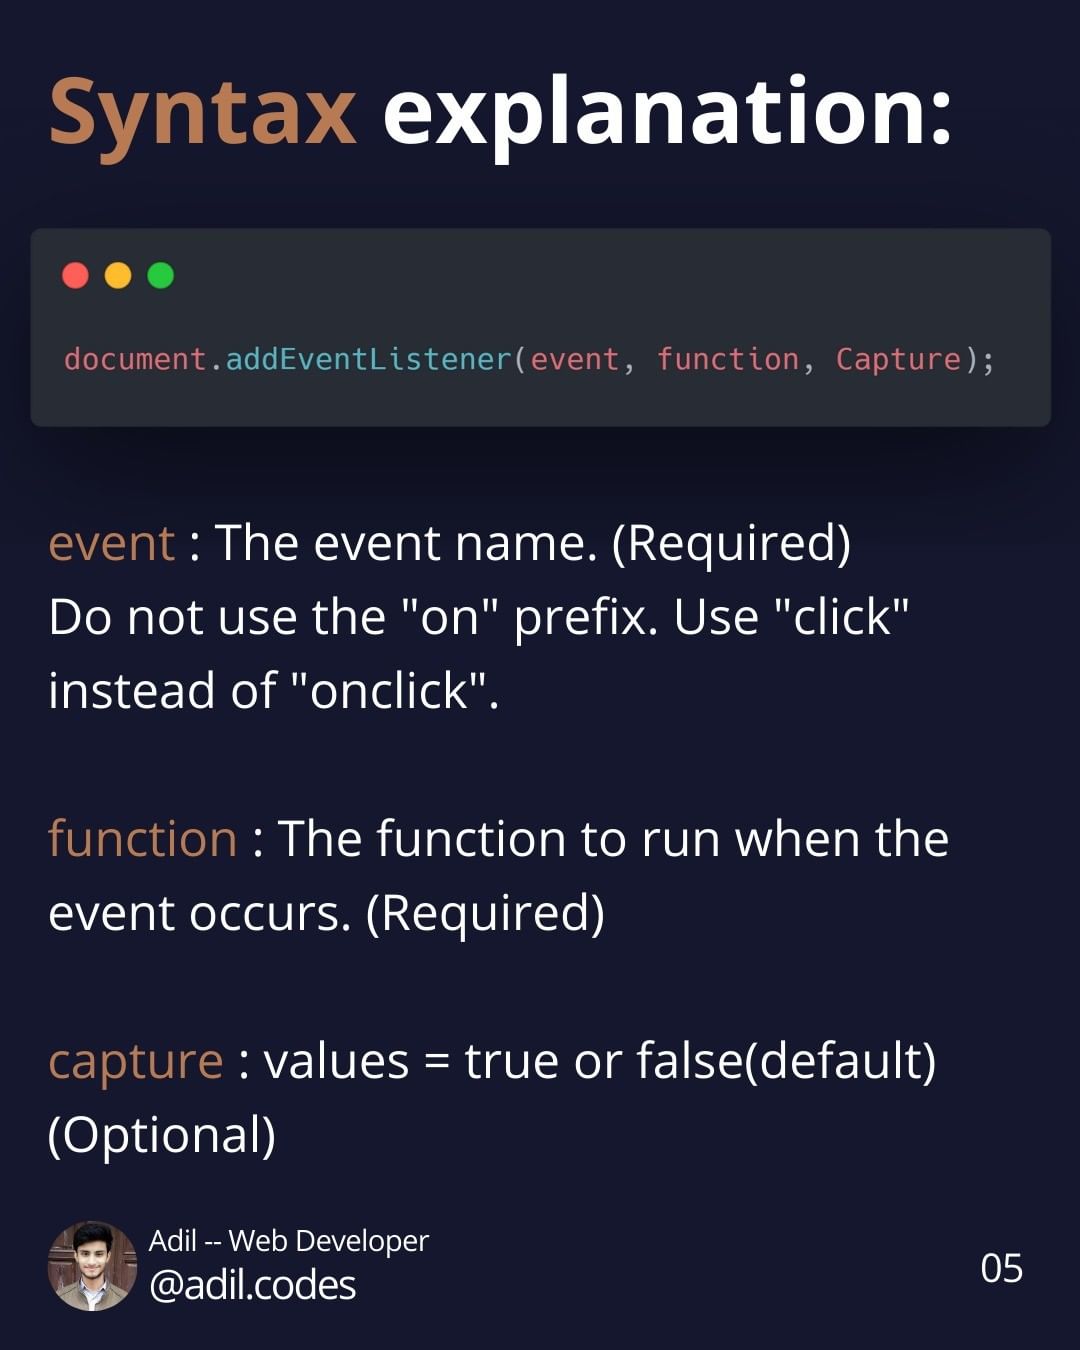 Syntax explanation:
document.addEventListener(event, function, Capture);
event : The event name. (Required)
Do not use the "on" prefix. Use "click"
instead of "onclick".
function : The function to run when the
event occurs. (Required)
capture : values = true or false(default)
(Optional)
Adil -- Web Developer
@adil.codes
05